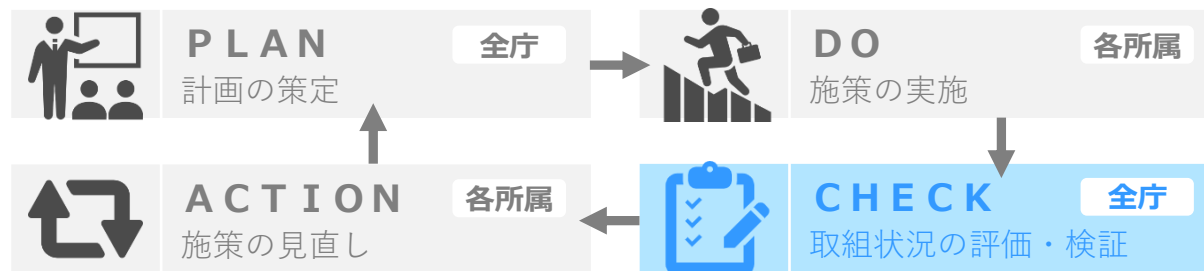 ＰＬＡＮ 全庁
計画の策定
ＤＯ 各所属
施策の実施
ＣＨＥＣＫ 全庁
取組状況の評価・検証
ＡＣＴＩＯＮ 各所属
施策の見直し